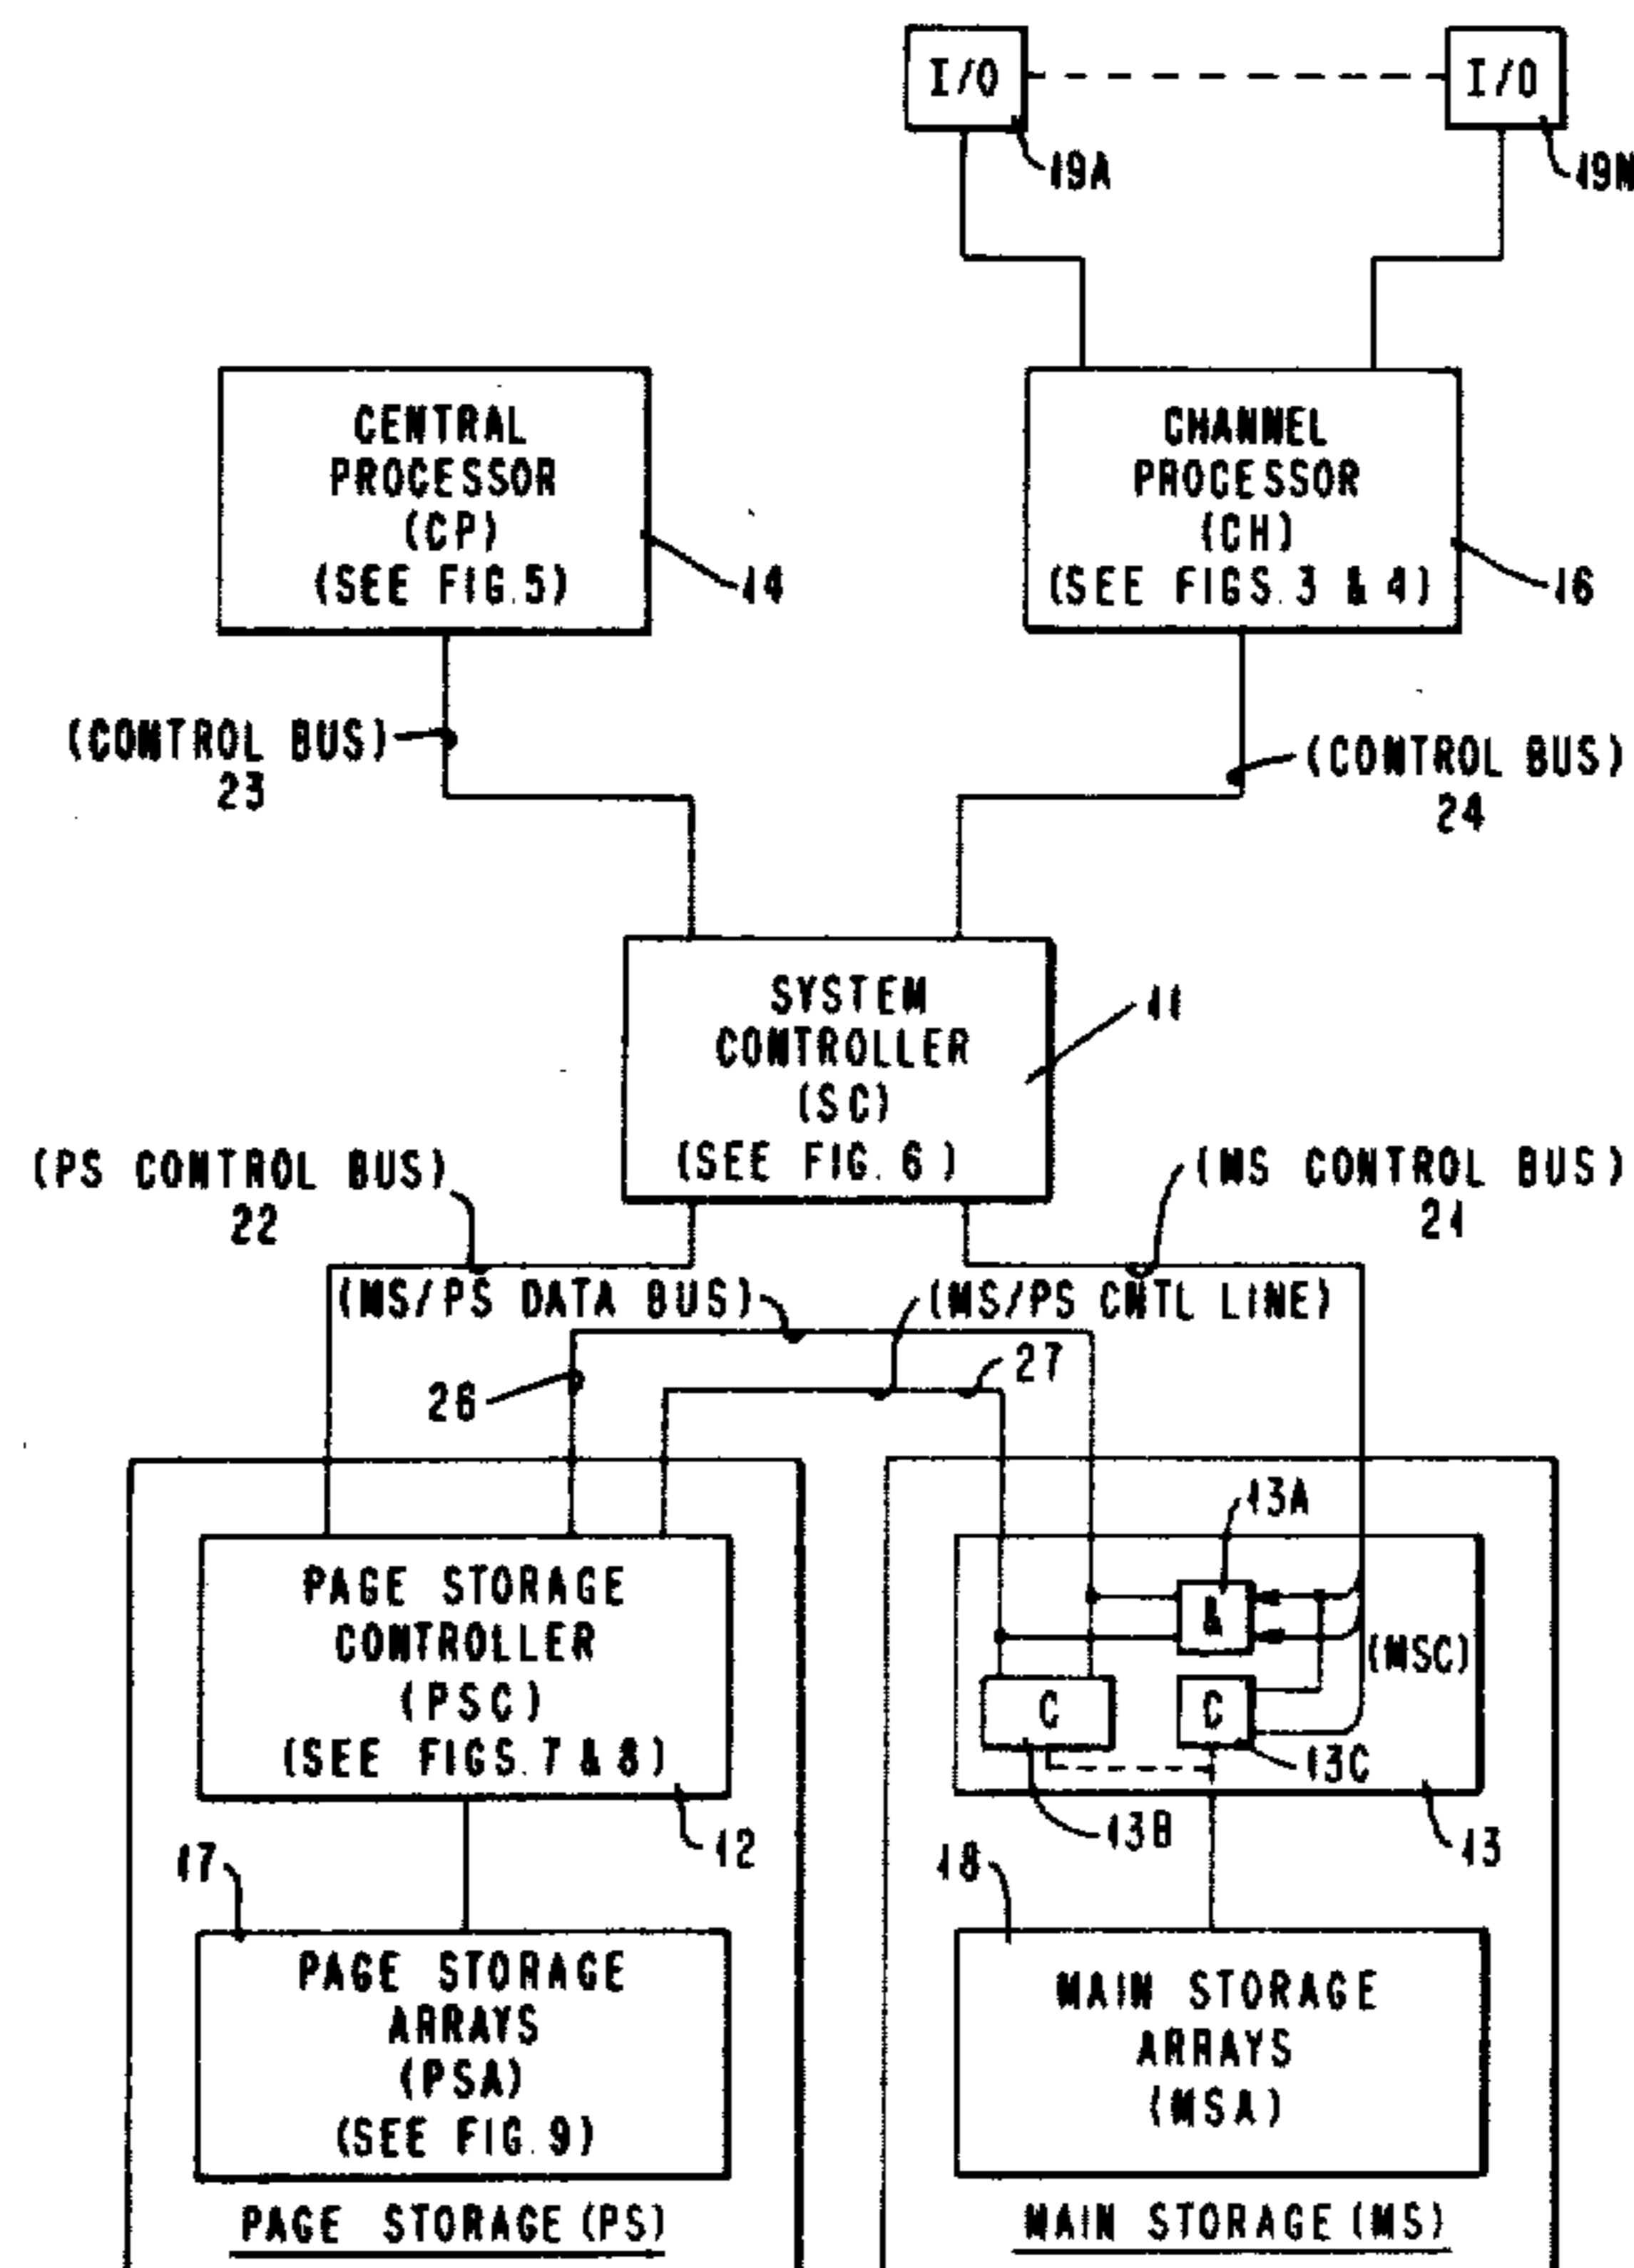 I/O
I/O
19A
19N
CENTRAL
PROCESSOR
(CP)
(SEE FIG. 5)
14
CHANNEL
PROCESSOR
(CH)
(SEE FIGS. 3 & 4)
16
(CONTROL BUS)
23
(CONTROL BUS)
24
SYSTEM
CONTROLLER
(SC)
(SEE FIG. 6)
11
(PS CONTROL BUS)
22
(MS CONTROL BUS)
21
(MS/PS DATA BUS)
(MS/PS CNTL LINE)
26
27
PAGE STORAGE
CONTROLLER
(PSC)
(SEE FIGS. 7 & 8)
12
13A
&
(MSC)
C
C
13C
13B
13
17
PAGE STORAGE
ARRAYS
(PSA)
(SEE FIG. 9)
18
MAIN STORAGE
ARRAYS
(MSA)
PAGE STORAGE (PS)
MAIN STORAGE (MS)